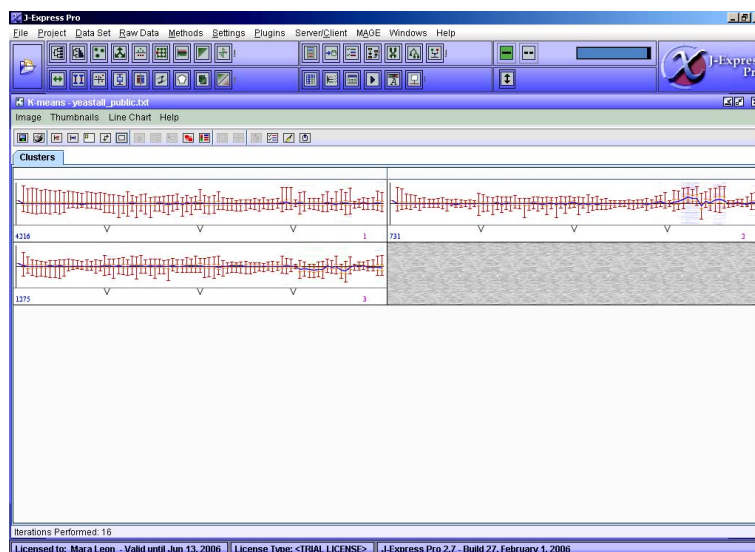 J-Express Pro
File Project Data Set Raw Data Methods Settings Plugins Server/Client MAGE Windows Help
J-Express
Pr
K-means - yeastall_public.txt
Image Thumbnails Line Chart Help
Clusters
4216 1 731 2
1275 3
Iterations Performed: 16
Licensed to: Mara Leon - Valid until Jun 13, 2006 License Type: <TRIAL LICENSE> J-Express Pro 2.7 - Build 27, February 1, 2006